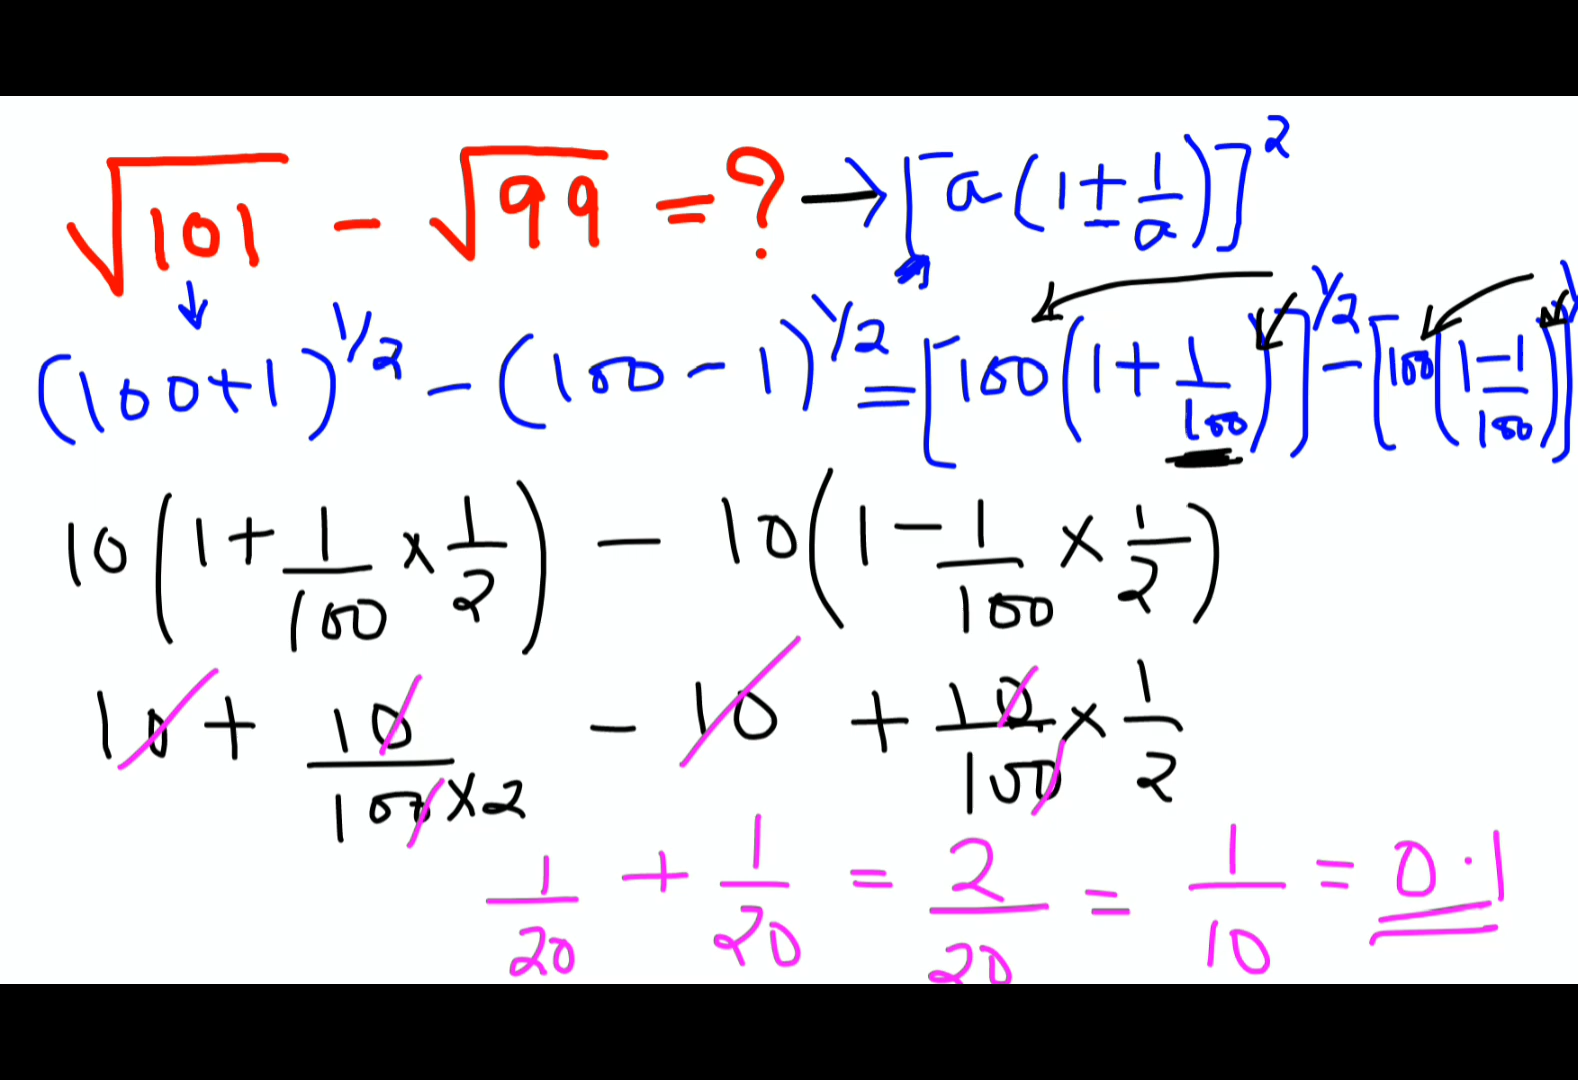 √101 - √99 = ? → [a(1 ± 1/a)]²
(100+1)^1/2 - (100-1)^1/2 = [100(1+1/100)]^1/2 - [100(1-1/100)]
10(1+1/100×1/2) - 10(1-1/100×1/2)
10 + 10/100×2 - 10 + 10/100×1/2
1/20 + 1/20 = 2/20 = 1/10 = 0.1